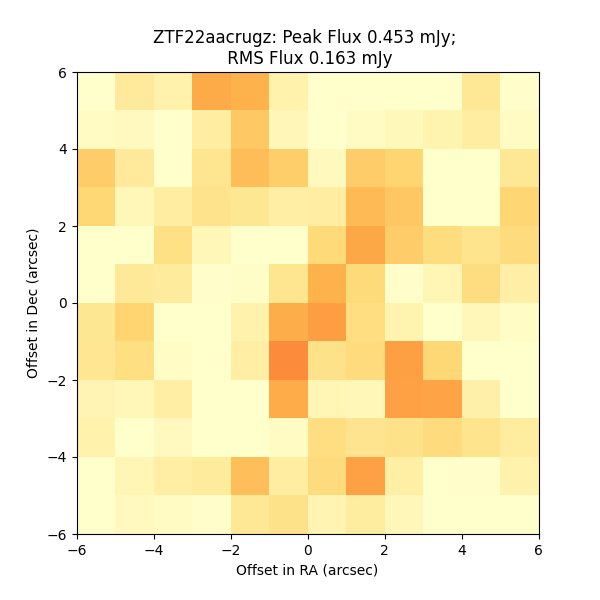 ZTF22aacrugz: Peak Flux 0.453 mJy;
RMS Flux 0.163 mJy
6
4
2
0
−2
−4
−6
Offset in Dec (arcsec)
−6 −4 −2 0 2 4 6
Offset in RA (arcsec)